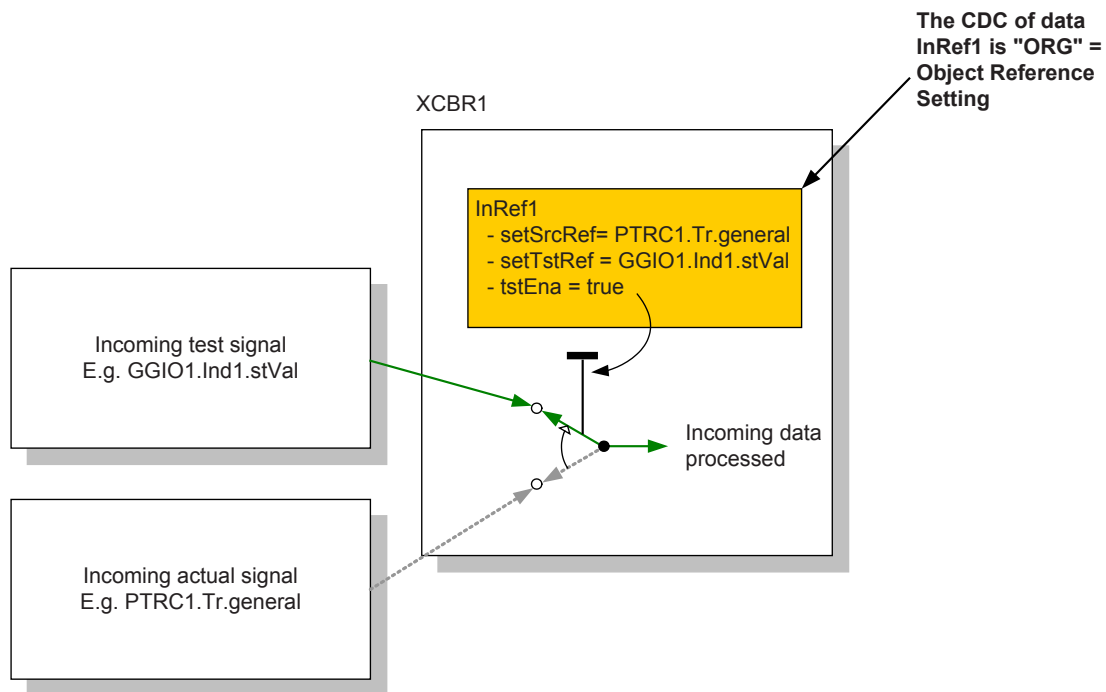 The CDC of data
InRef1 is "ORG" =
Object Reference
Setting
XCBR1
InRef1
- setSrcRef= PTRC1.Tr.general
- setTstRef = GGIO1.Ind1.stVal
- tstEna = true
Incoming test signal
E.g. GGIO1.Ind1.stVal
Incoming data
processed
Incoming actual signal
E.g. PTRC1.Tr.general